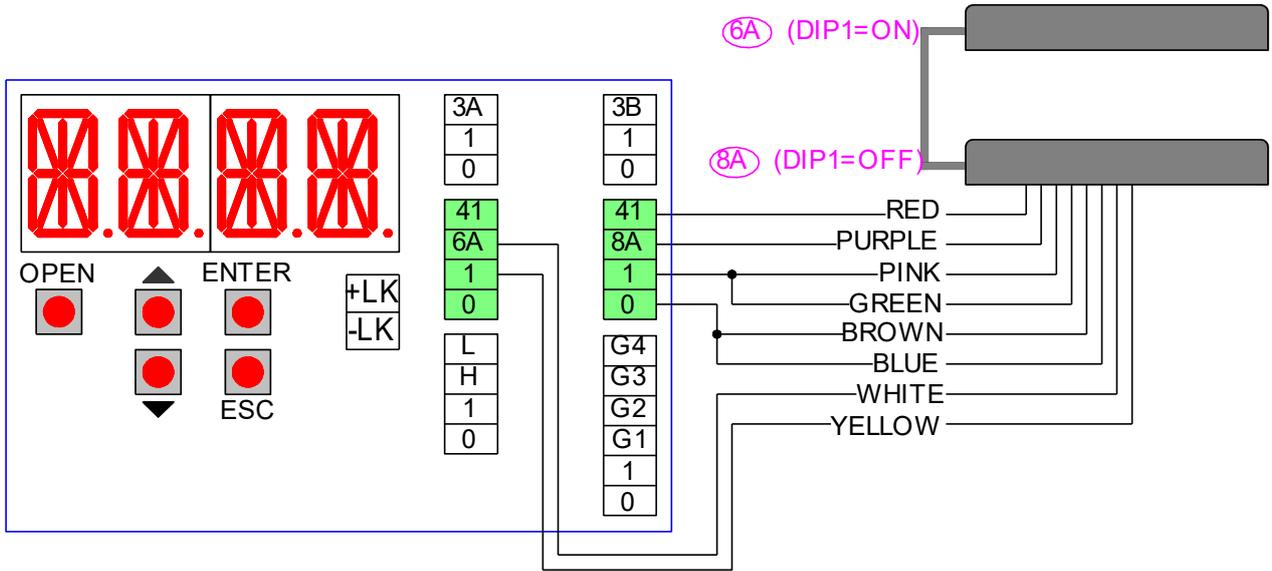 6A (DIP1=ON)
8A (DIP1=OFF)
OPEN
ENTER
ESC
+LK
-LK
3A
1
0
41
6A
1
0
L
H
1
0
3B
1
0
41
8A
1
0
G4
G3
G2
G1
1
0
RED
PURPLE
PINK
GREEN
BROWN
BLUE
WHITE
YELLOW